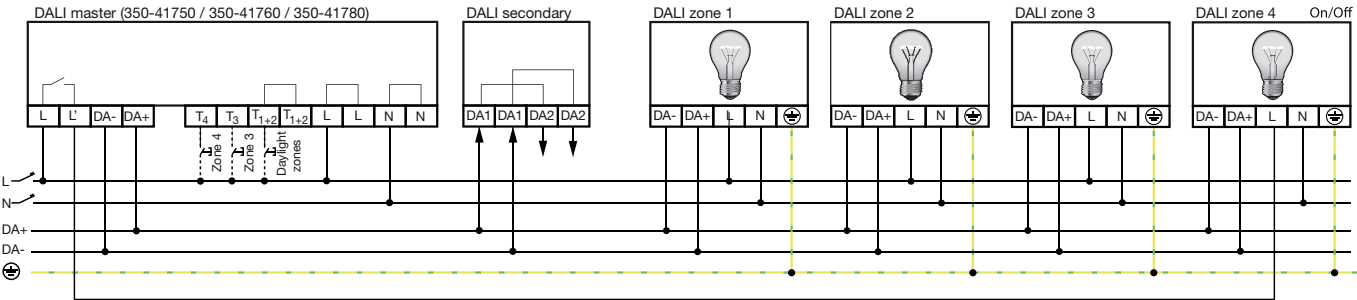 DALI master (350-41750 / 350-41760 / 350-41780)
DALI secondary
DALI zone 1
DALI zone 2
DALI zone 3
DALI zone 4 On/Off
L L' DA- DA+ T4 T3 T1+2 T1+2 L L N N
DA1 DA1 DA2 DA2
DA- DA+ L N
DA- DA+ L N
DA- DA+ L N
DA- DA+ L N
Zone 4
Zone 3
Daylight
zones
L
N
DA+
DA-